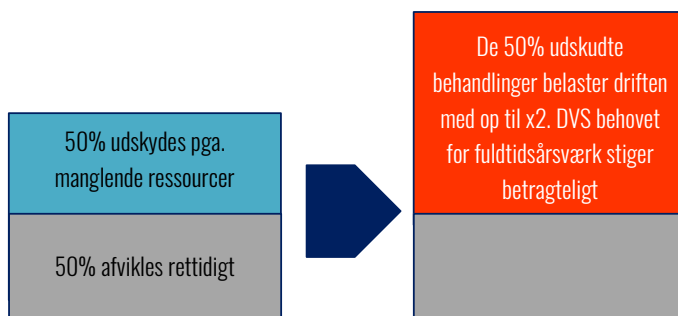 50% udskydes pga.
manglende ressourcer
50% afvikles rettidigt
De 50% udskudte
behandlinger belaster driften
med op til x2. DVS behovet
for fuldtidsårsværk stiger
betragteligt